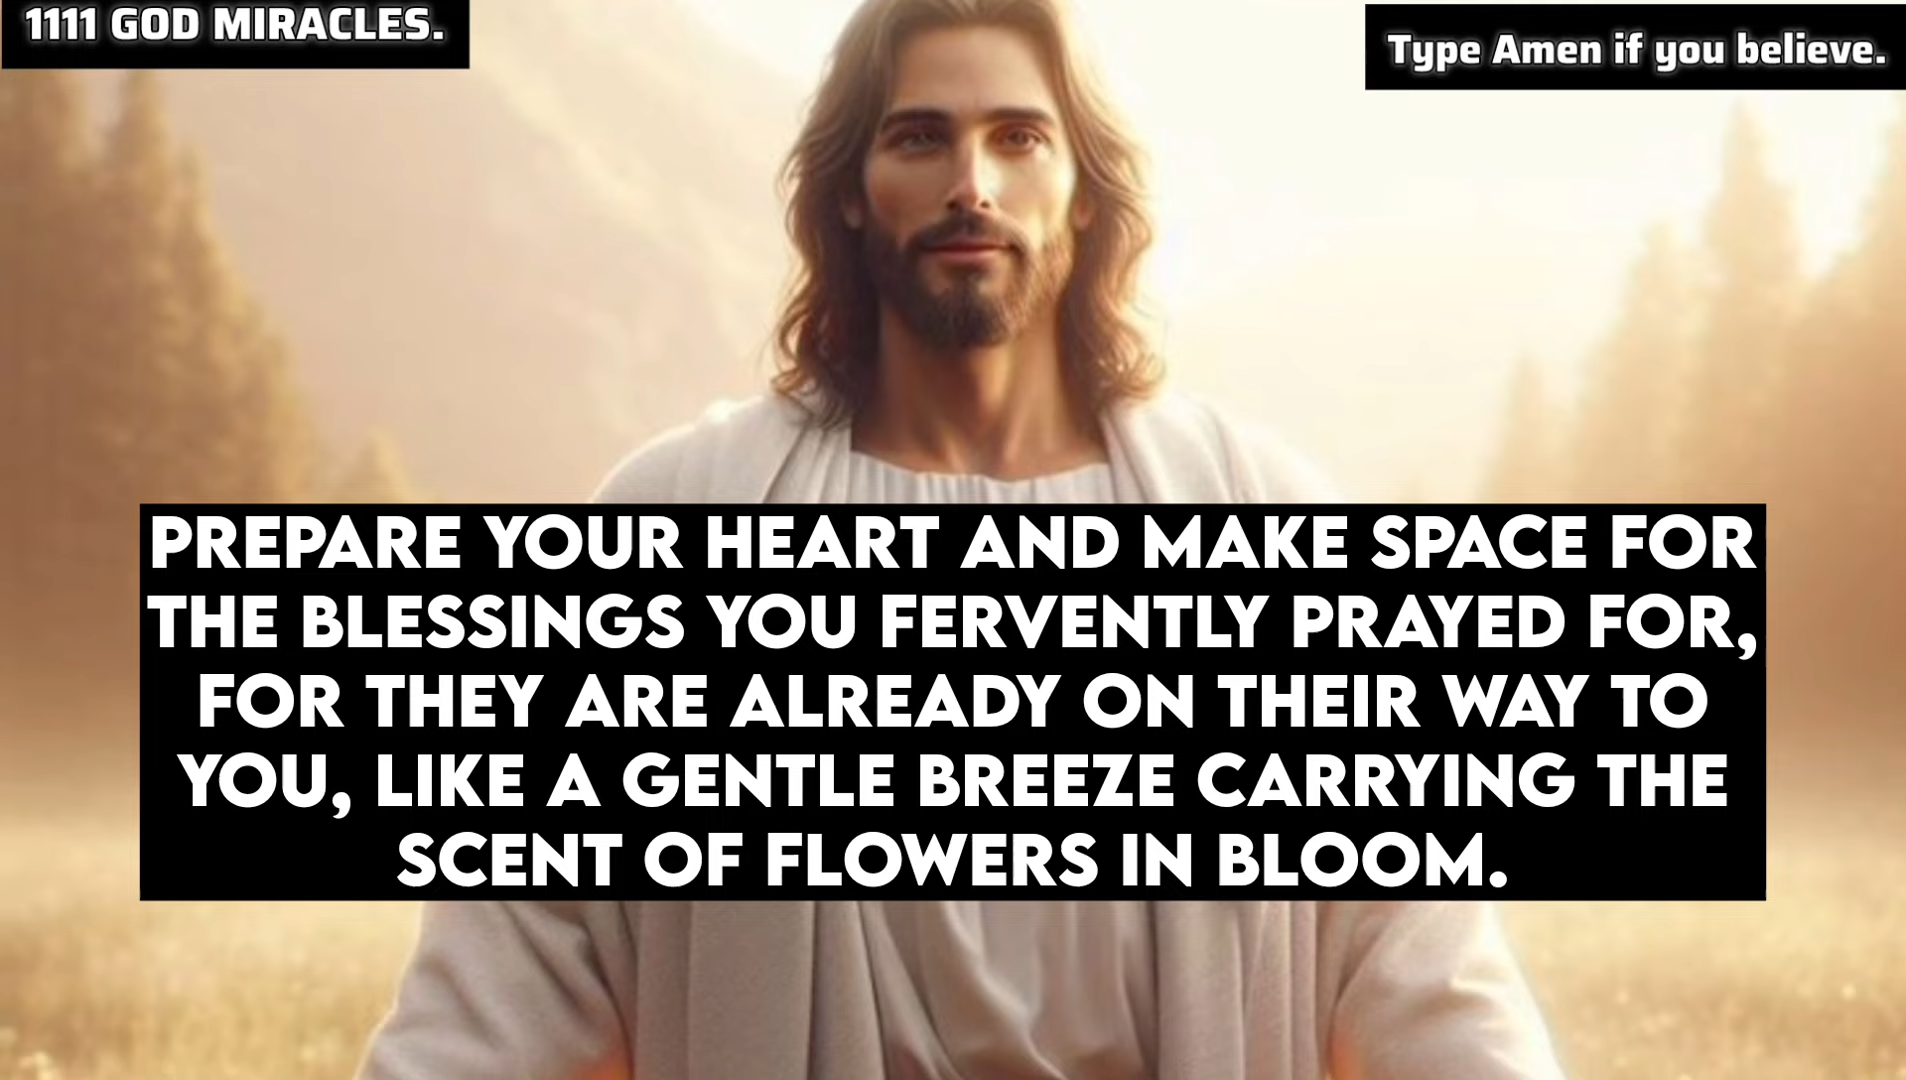 1111 GOD MIRACLES.
Type Amen if you believe.
PREPARE YOUR HEART AND MAKE SPACE FOR
THE BLESSINGS YOU FERVENTLY PRAYED FOR,
FOR THEY ARE ALREADY ON THEIR WAY TO
YOU, LIKE A GENTLE BREEZE CARRYING THE
SCENT OF FLOWERS IN BLOOM.